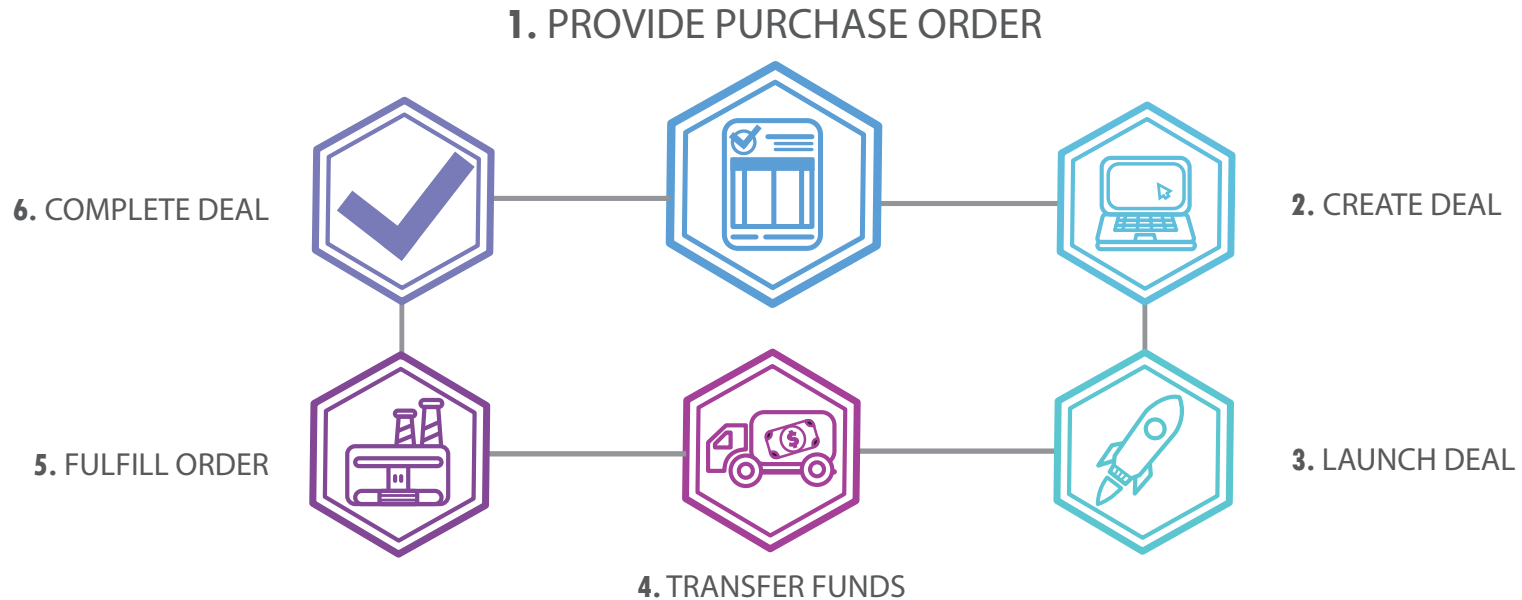 1. PROVIDE PURCHASE ORDER
2. CREATE DEAL
3. LAUNCH DEAL
4. TRANSFER FUNDS
5. FULFILL ORDER
6. COMPLETE DEAL
$